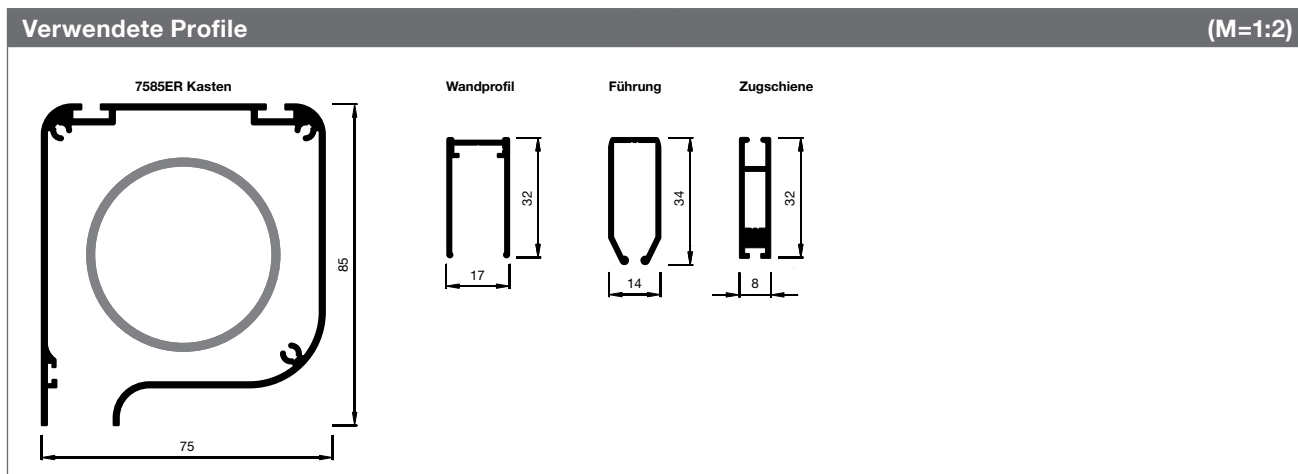 Verwendete Profile (M=1:2)
7585ER Kasten
Wandprofil
Führung
Zugschiene
85
75
32
17
34
14
32
8